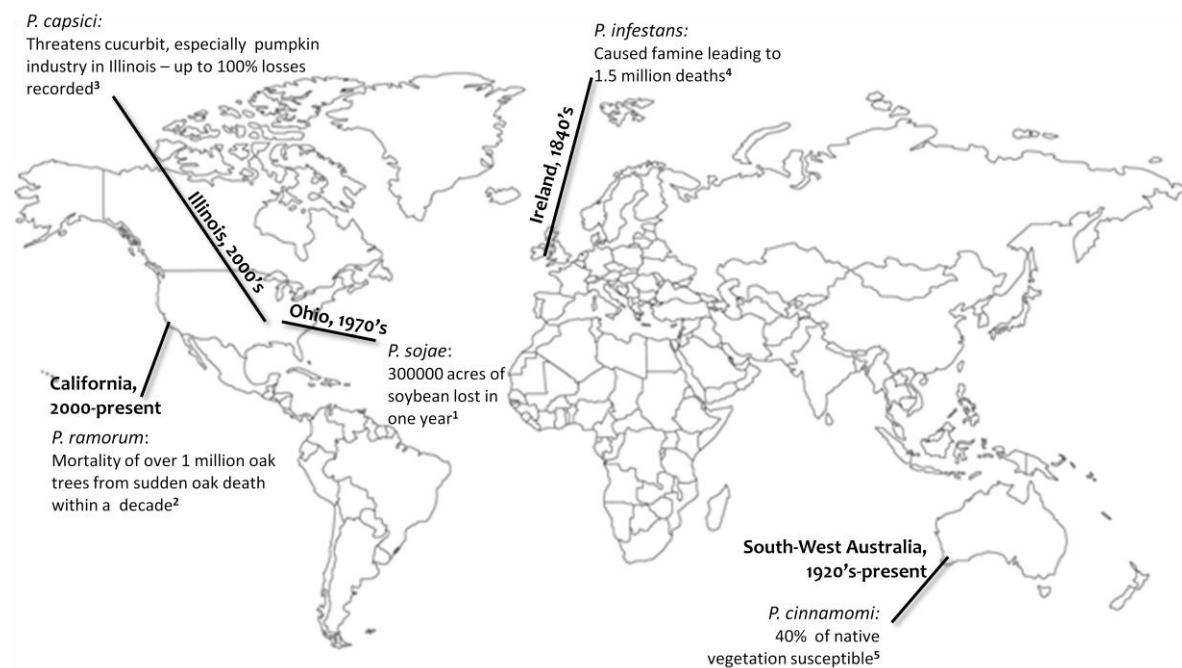 P. capsici:
Threatens cucurbit, especially pumpkin
industry in Illinois – up to 100% losses
recorded³
Illinois, 2000's
P. infestans:
Caused famine leading to
1.5 million deaths⁴
Ireland, 1840's
Ohio, 1970's
P. sojae:
300000 acres of
soybean lost in
one year¹
California,
2000-present
P. ramorum:
Mortality of over 1 million oak
trees from sudden oak death
within a decade²
South-West Australia,
1920's-present
P. cinnamomi:
40% of native
vegetation susceptible⁵